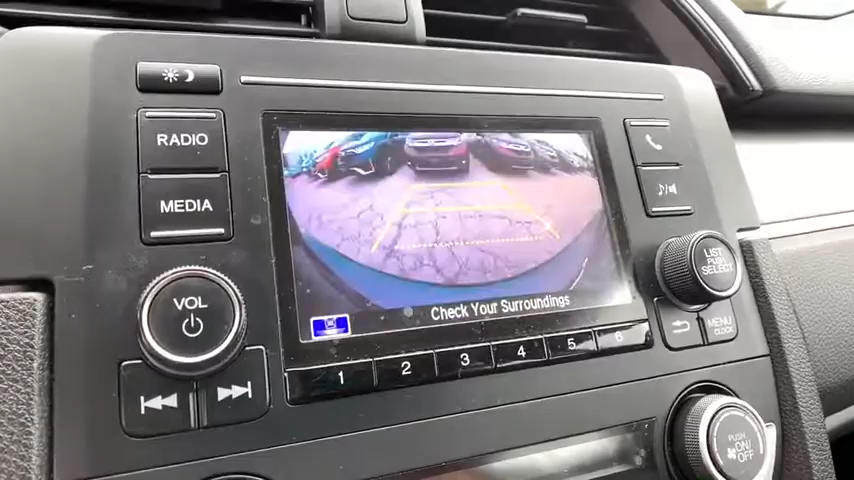 RADIO
MEDIA
VOL
Check Your Surroundings
1 2 3 4 5 6
LIST
PUSH
SELECT
MENU
CLOCK
PUSH
ON/
OFF